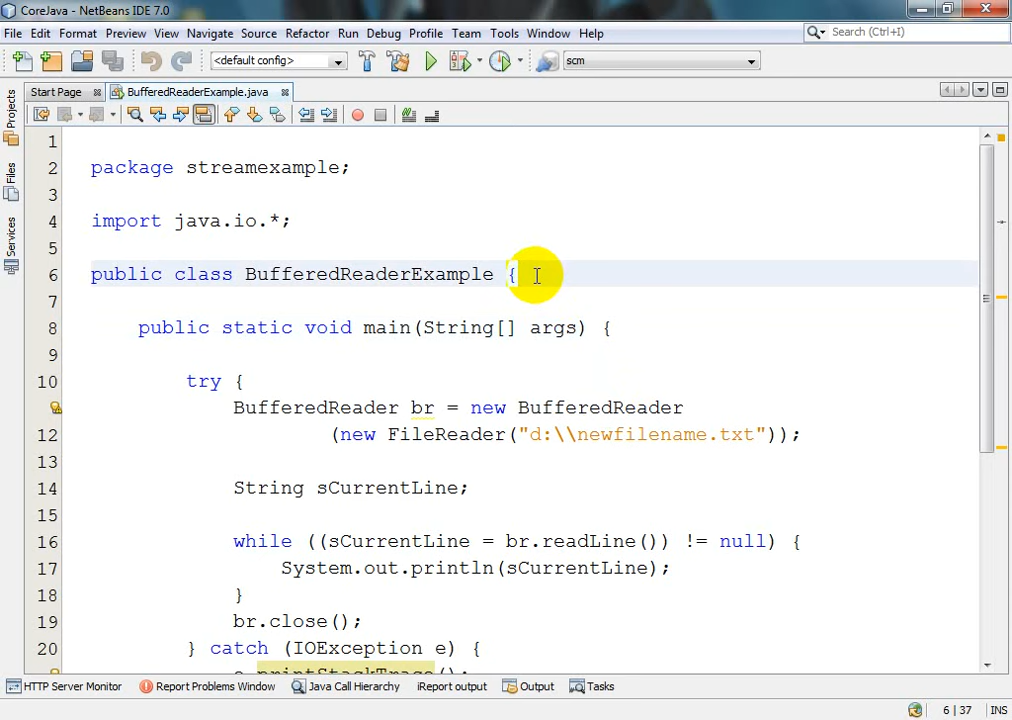 CoreJava - NetBeans IDE 7.0
File Edit Format Preview View Navigate Source Refactor Run Debug Profile Team Tools Window Help
Search (Ctrl+I)
<default config>
scm
Start Page
BufferedReaderExample.java
Projects
Files
Services
1
2 package streamexample;
3
4 import java.io.*;
5
6 public class BufferedReaderExample {
7
8 public static void main(String[] args) {
9
10 try {
BufferedReader br = new BufferedReader
12 (new FileReader("d:\\newfilename.txt"));
13
14 String sCurrentLine;
15
16 while ((sCurrentLine = br.readLine()) != null) {
17 System.out.println(sCurrentLine);
18 }
19 br.close();
20 } catch (IOException e) {
e.printStackTrace();
HTTP Server Monitor Report Problems Window Java Call Hierarchy iReport output Output Tasks
6 | 37 INS